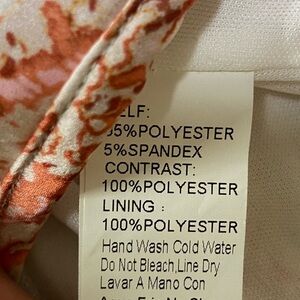 ELF:
95%POLYESTER
5%SPANDEX
CONTRAST:
100%POLYESTER
LINING :
100%POLYESTER
Hand Wash Cold Water
Do Not Bleach,Line Dry
Lavar A Mano Con